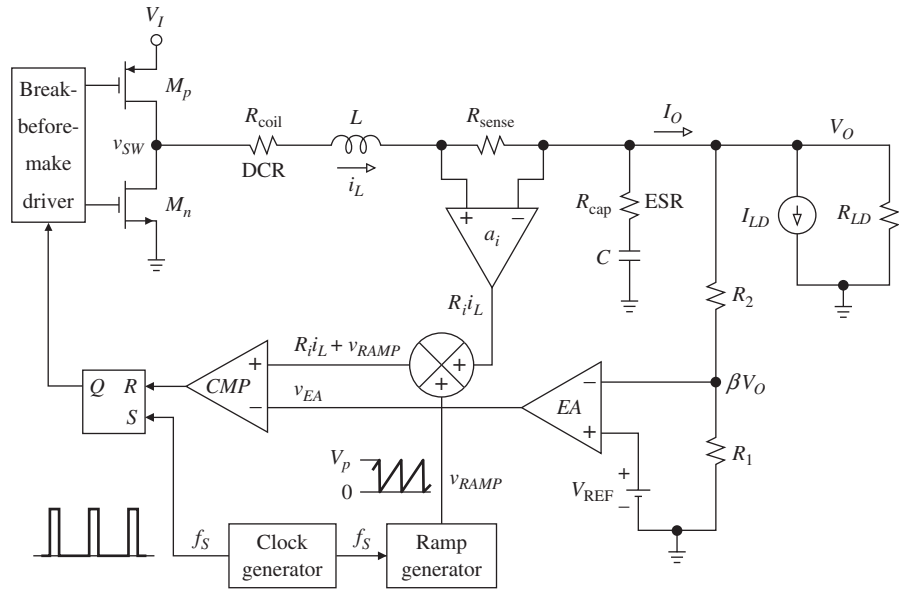 V_I
Break-
before-
make
driver
M_p
v_SW
M_n
R_coil
DCR
L
i_L
R_sense
a_i
+
−
R_i i_L
I_O
V_O
R_cap
ESR
C
I_LD
R_LD
R_2
R_i i_L + v_RAMP
+
+
v_EA
CMP
+
−
Q
R
S
EA
−
+
βV_O
R_1
V_REF
+
−
V_p
0
v_RAMP
f_S
Clock
generator
f_S
Ramp
generator